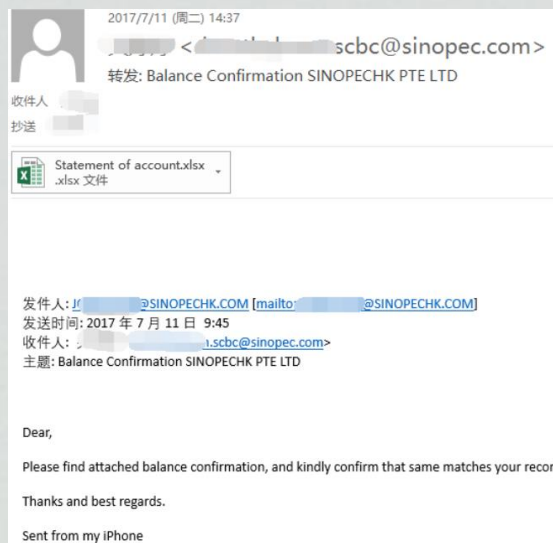 2017/7/11 (周二) 14:37
scbc@sinopec.com>
转发: Balance Confirmation SINOPECHK PTE LTD
收件人
抄送
Statement of account.xlsx
.xlsx 文件
发件人: J @SINOPECHK.COM [mailto: @SINOPECHK.COM]
发送时间: 2017 年 7 月 11 日 9:45
收件人: .scbc@sinopec.com>
主题: Balance Confirmation SINOPECHK PTE LTD
Dear,
Please find attached balance confirmation, and kindly confirm that same matches your recor
Thanks and best regards.
Sent from my iPhone